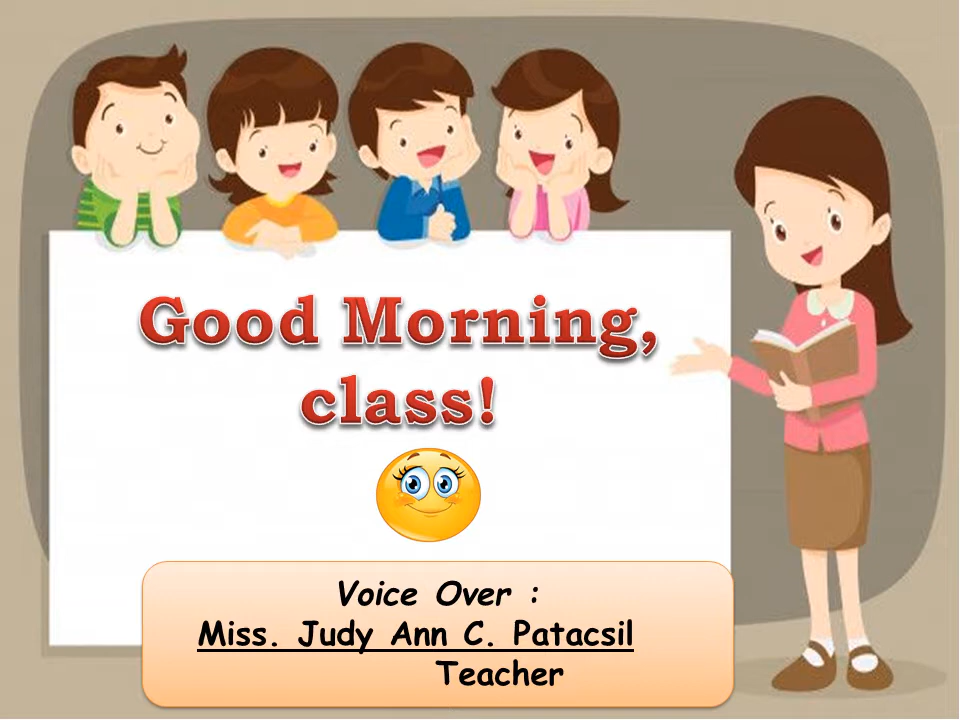 Good Morning,
class!
Voice Over :
Miss. Judy Ann C. Patacsil
Teacher